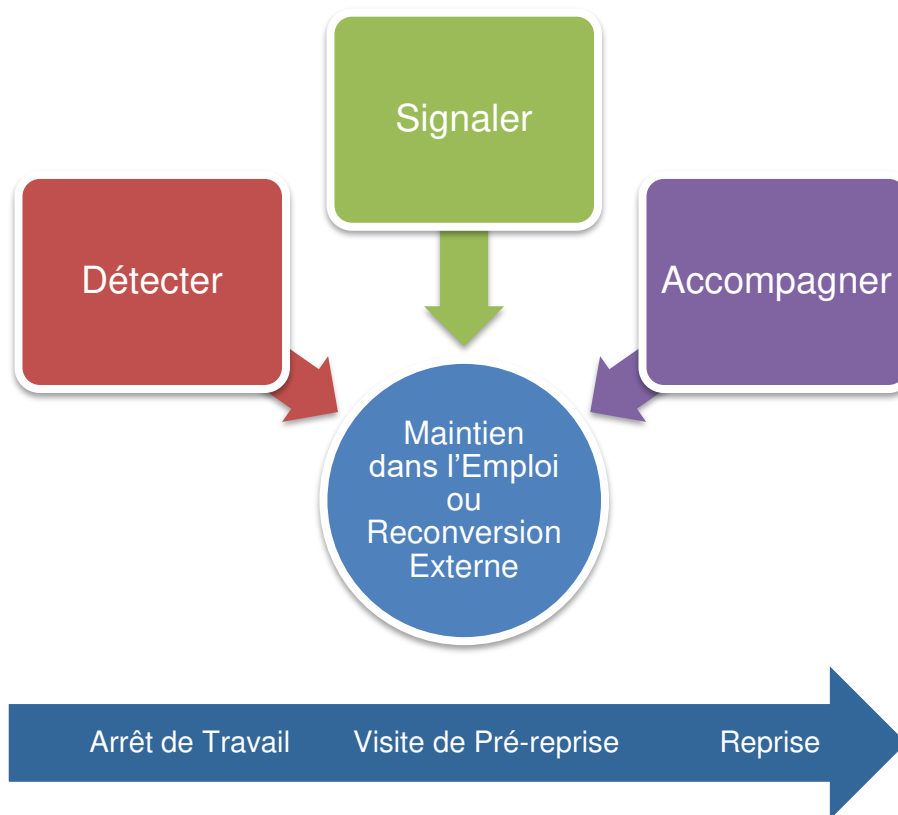 Signaler
Détecter
Accompagner
Maintien
dans l'Emploi
ou
Reconversion
Externe
Arrêt de Travail
Visite de Pré-reprise
Reprise